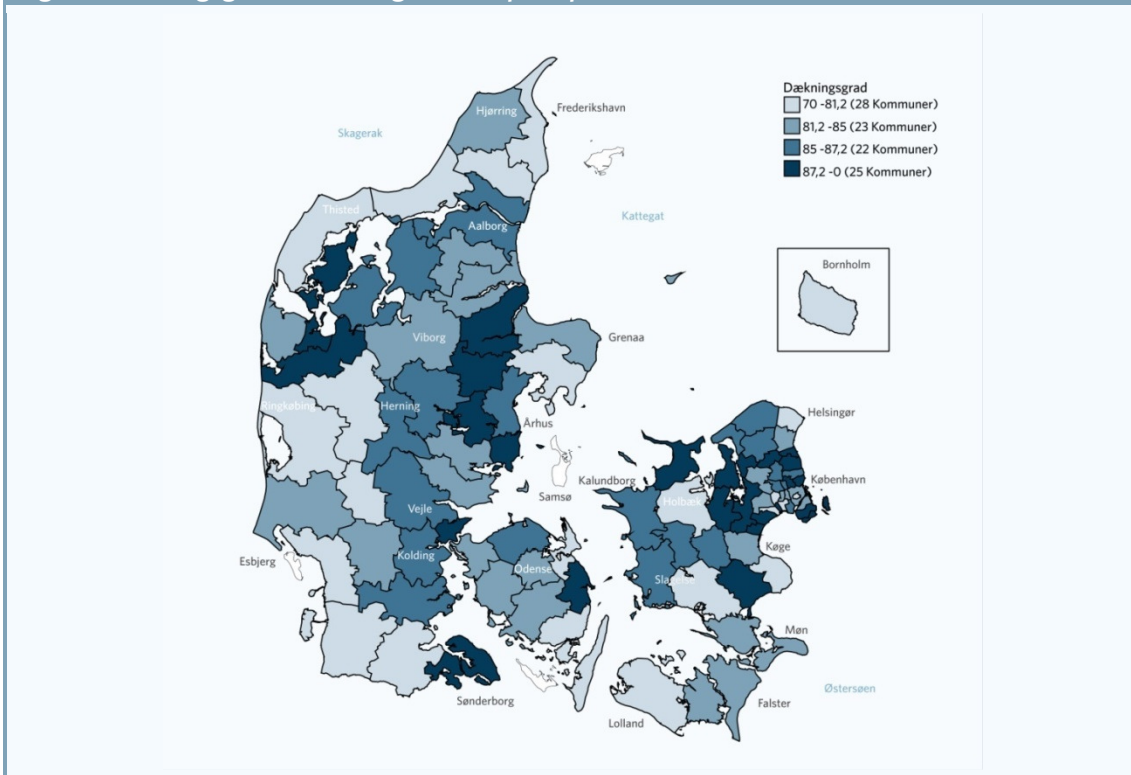 Dækningsgrad
70 -81,2 (28 Kommuner)
81,2 -85 (23 Kommuner)
85 -87,2 (22 Kommuner)
87,2 -0 (25 Kommuner)
Hjørring
Frederikshavn
Skagerak
Thisted
Kattegat
Aalborg
Bornholm
Viborg
Grenaa
Ringkøbing
Herning
Helsingør
Århus
Kalundborg
København
Samsø
Holbæk
Vejle
Esbjerg
Kolding
Odense
Køge
Slagelse
Møn
Østersøen
Sønderborg
Falster
Lolland